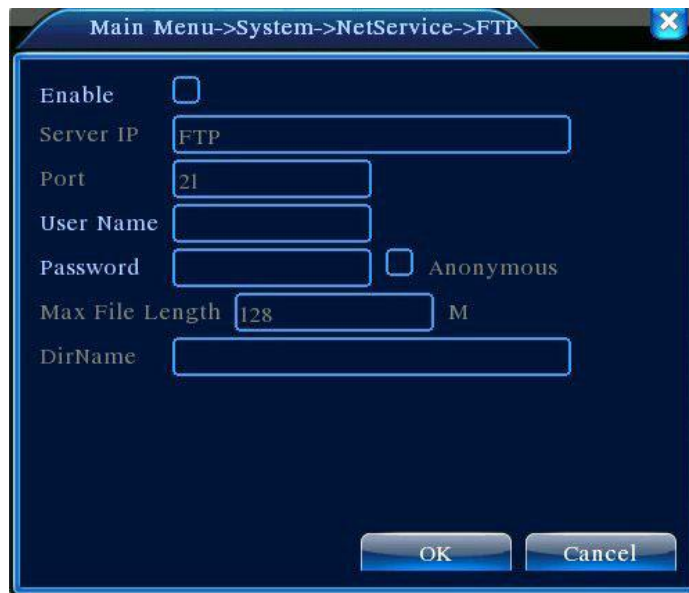 Main Menu->System->NetService->FTP
Enable
Server IP FTP
Port 21
User Name
Password Anonymous
Max File Length 128 M
DirName
OK Cancel